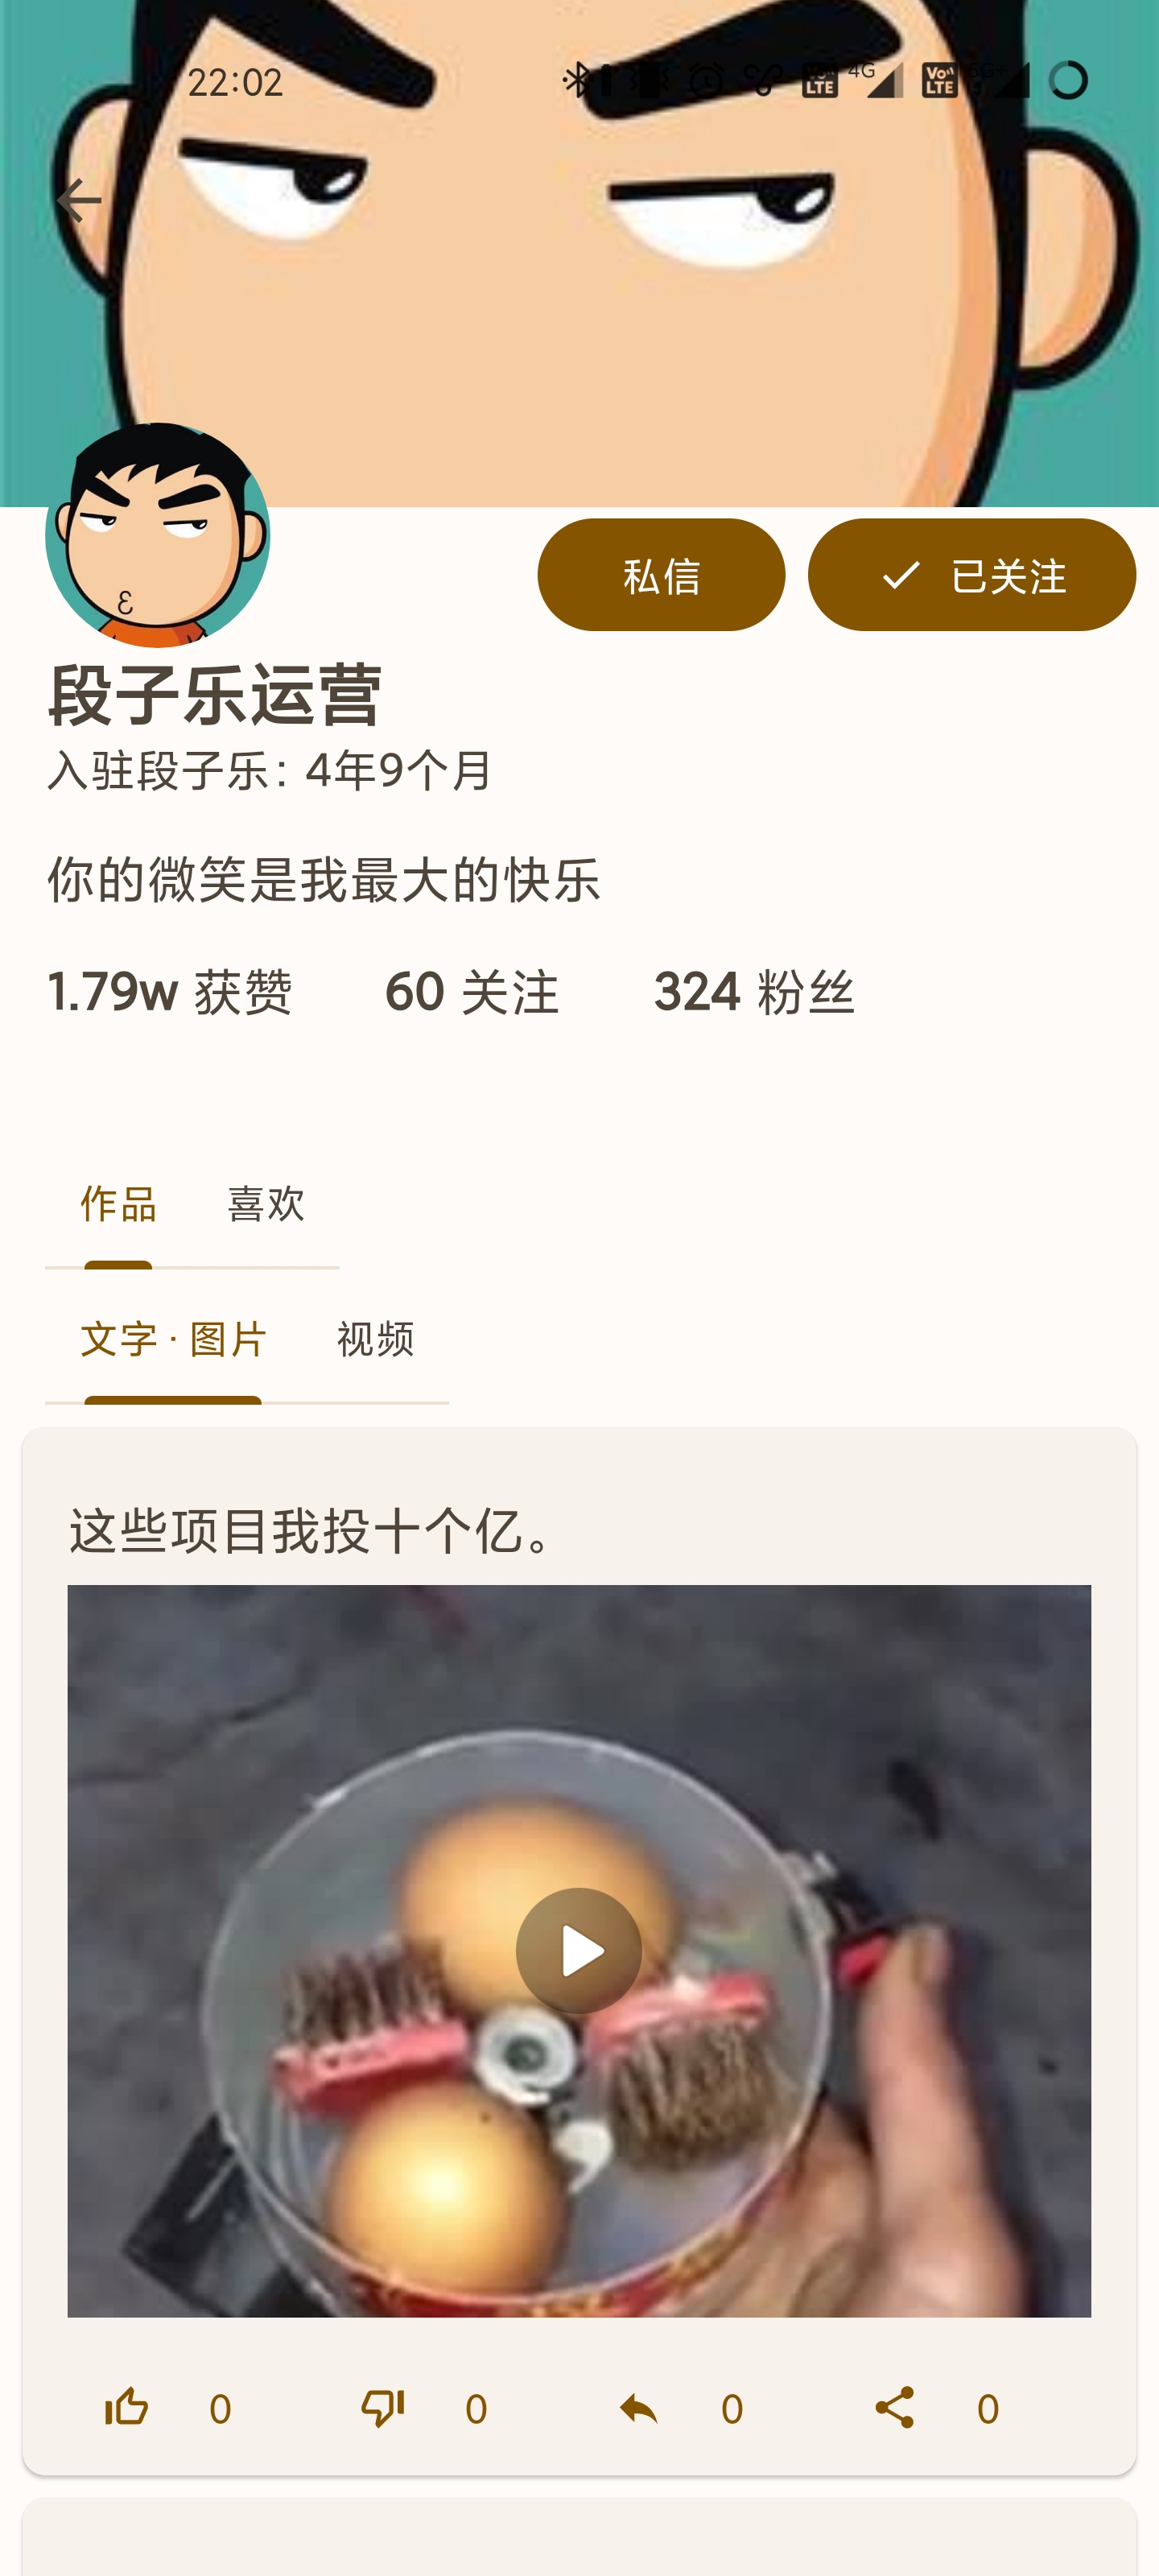 22:02
4G
VoLTE
私信
已关注
段子乐运营
入驻段子乐: 4年9个月
你的微笑是我最大的快乐
1.79w 获赞 60 关注 324 粉丝
作品 喜欢
文字 · 图片 视频
这些项目我投十个亿。
0 0 0 0